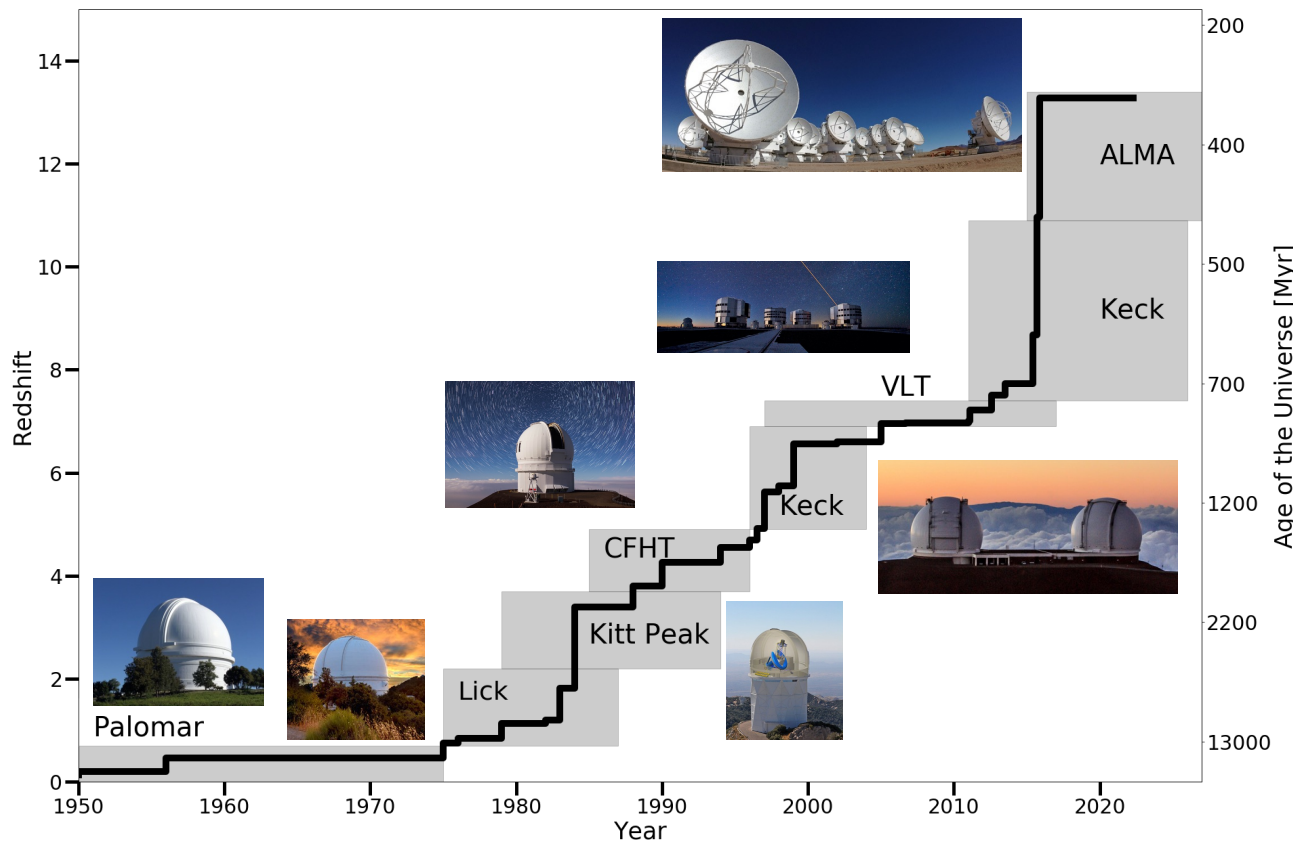 14
12
10
8
6
4
2
0
Redshift
200
400
500
700
1200
2200
13000
Age of the Universe [Myr]
ALMA
Keck
VLT
Keck
CFHT
Kitt Peak
Lick
Palomar
1950
1960
1970
1980
1990
2000
2010
2020
Year